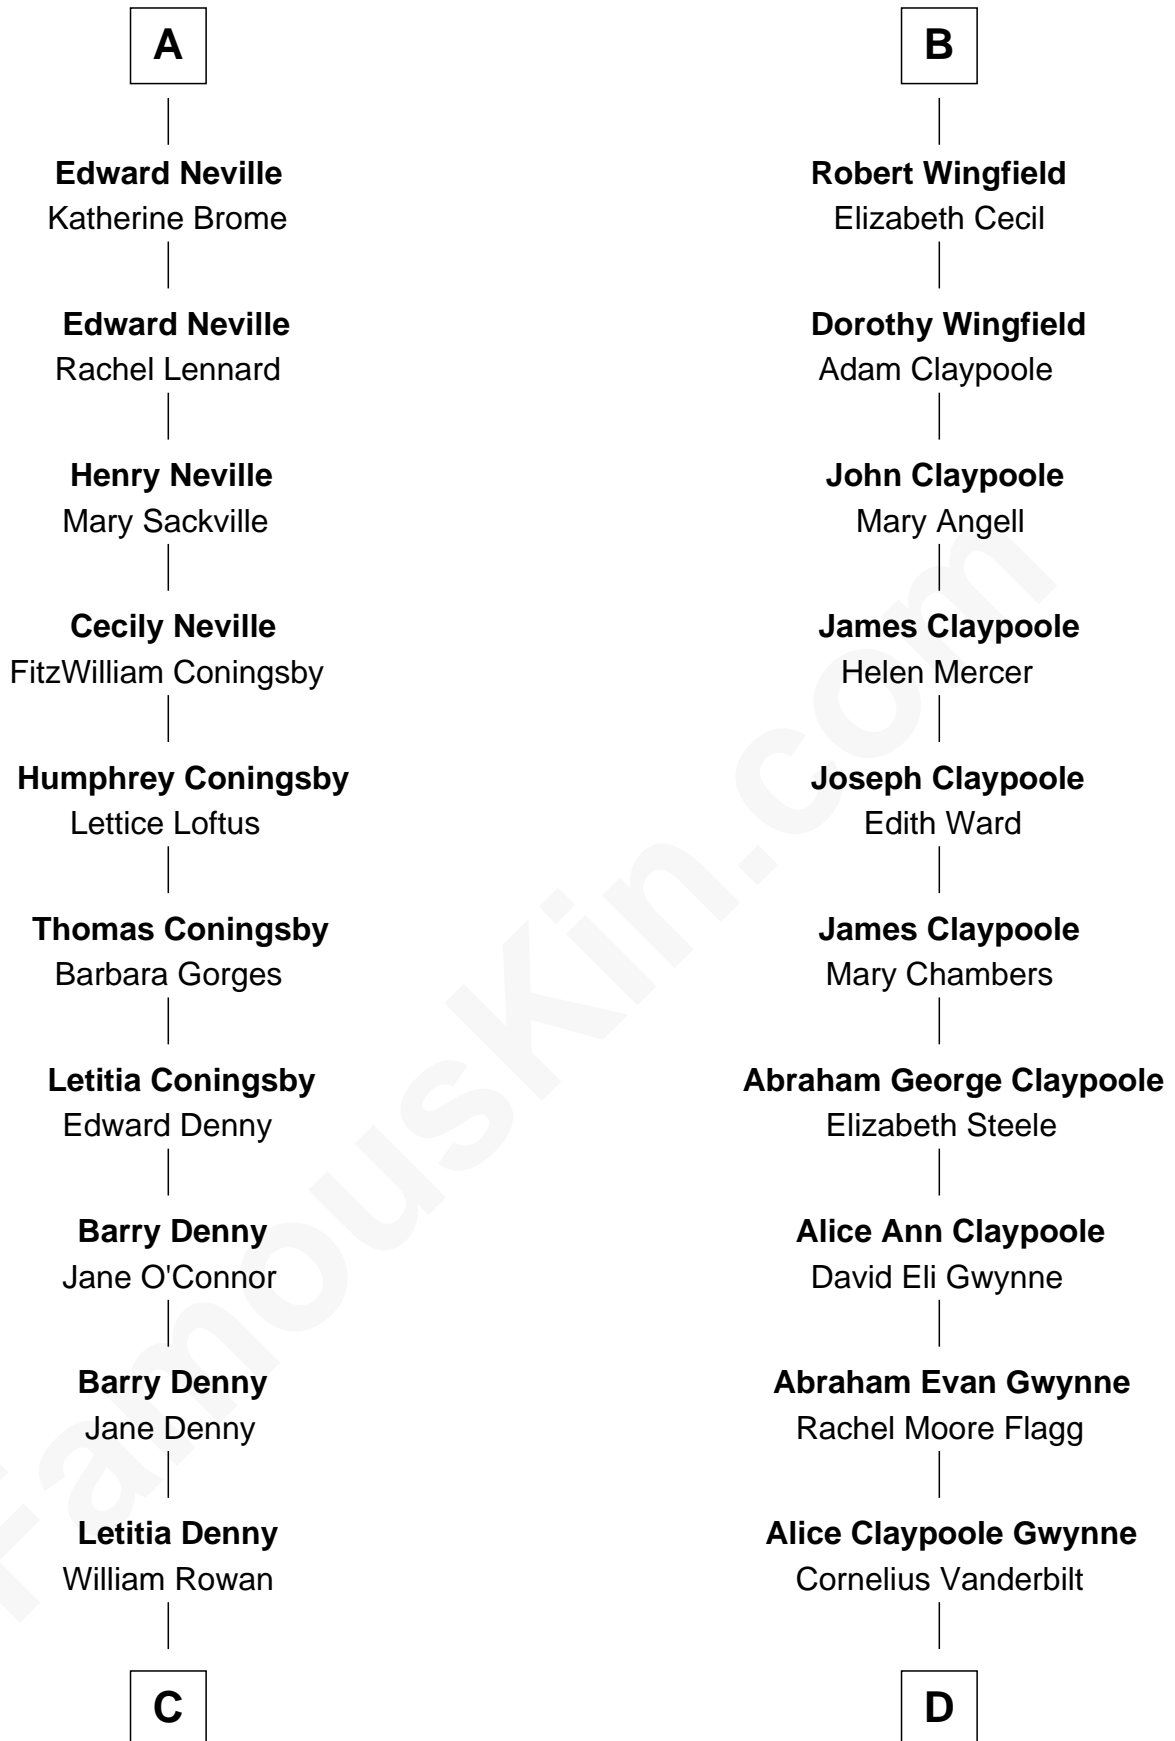 A
Edward Neville
Katherine Brome
Edward Neville
Rachel Lennard
Henry Neville
Mary Sackville
Cecily Neville
FitzWilliam Coningsby
Humphrey Coningsby
Lettice Loftus
Thomas Coningsby
Barbara Gorges
Letitia Coningsby
Edward Denny
Barry Denny
Jane O'Connor
Barry Denny
Jane Denny
Letitia Denny
William Rowan
C
B
Robert Wingfield
Elizabeth Cecil
Dorothy Wingfield
Adam Claypoole
John Claypoole
Mary Angell
James Claypoole
Helen Mercer
Joseph Claypoole
Edith Ward
James Claypoole
Mary Chambers
Abraham George Claypoole
Elizabeth Steele
Alice Ann Claypoole
David Eli Gwynne
Abraham Evan Gwynne
Rachel Moore Flagg
Alice Claypoole Gwynne
Cornelius Vanderbilt
D
FamousKin.com